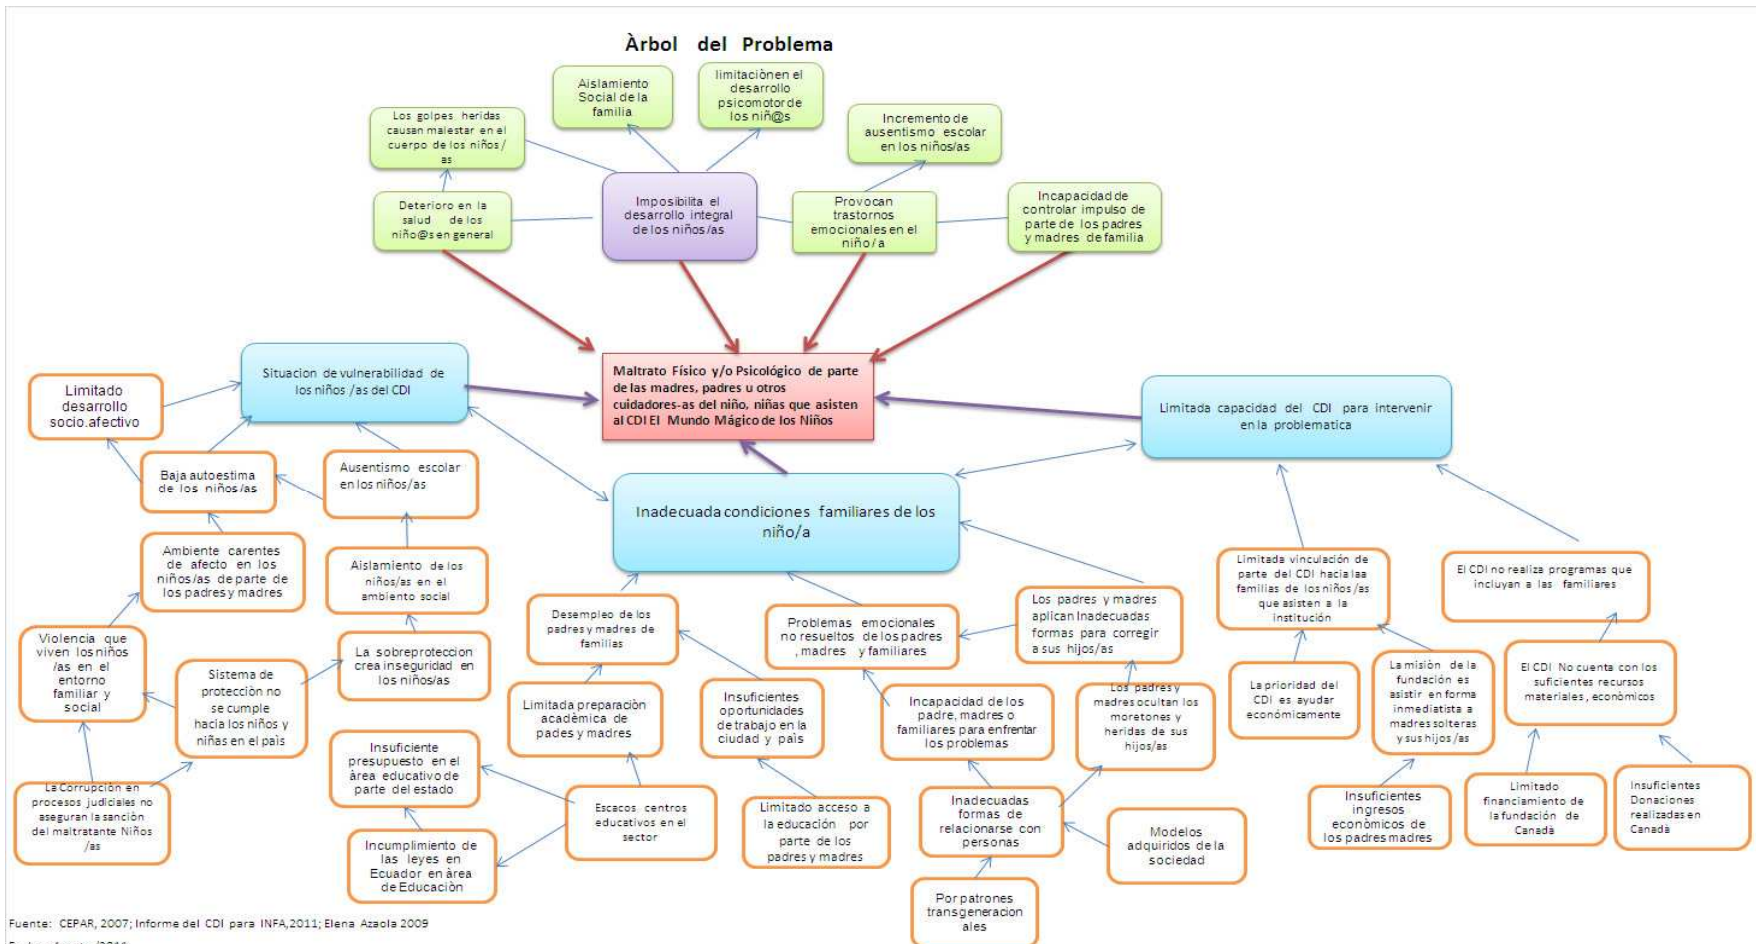 Àrbol del Problema
Los golpes heridas
causan malestar en el
cuerpo de los niños /
as
Aislamiento
Social de la
familia
limitaciònen el
desarrollo
psicomotor de
los niñ@s
Incremento de
ausentismo escolar
en los niños/as
Deterioro en la
salud de los
niño@s en general
Imposibilita el
desarrollo integral
de los niños/as
Provocan
trastornos
emocionales en el
niño/a
Incapacidad de
controlar impulso de
parte de los padres
y madres de familia
Situacion de vulnerabilidad de
los niños /as del CDI
Maltrato Físico y/o Psicológico de parte
de las madres, padres u otros
cuidadores-as del niño, niñas que asisten
al CDI El Mundo Mágico de los Niños
Limitada capacidad del CDI para intervenir
en la problematica
Inadecuada condiciones familiares de los
niño/a
Limitado
desarrollo
socio.afectivo
Baja autoestima
de los niños/as
Ausentismo escolar
en los niños/as
Ambiente carentes
de afecto en los
niños/as de parte de
los padres y madres
Aislamiento de los
niños/as en el
ambiento social
Violencia que
viven los niños
/as en el
entorno
familiar y
social
Sistema de
protecciòn no
se cumple
hacia los niños y
niñas en el paìs
La sobreproteccion
crea inseguridad en
los niños/as
La Corrupciòn en
procesos judiciales no
aseguran la sanciòn
del maltratante Niños
/as
Desempleo de los
padres y madres de
familias
Problemas emocionales
no resueltos de los padres
, madres y familiares
Los padres y madres
aplican Inadecuadas
formas para corregir
a sus hijos/as
Limitada preparaciòn
acadèmica de
pades y madres
Insuficientes
oportunidades
de trabajo en la
ciudad y paìs
Incapacidad de los
padre, madres o
familiares para enfrentar
los problemas
Los padres y
madres ocultan los
moretones y
heridas de sus
hijos/as
Insuficiente
presupuesto en el
àrea educativo de
parte del estado
Escacos centros
educativos en el
sector
Incumplimiento de
las leyes en
Ecuador en àrea
de Educaciòn
Limitado acceso a
la educación por
parte de los
padres y madres
Inadecuadas
formas de
relacionarse con
personas
Modelos
adquiridos de la
sociedad
Por patrones
transgeneracion
ales
Limitada vinculación de
parte del CDI hacia laa
familias de los niños /as
que asisten a la
Institución
El CDI no realiza programas que
incluyan a las familiares
La prioridad del
CDI es ayudar
económicamente
La misiòn de la
fundación es
asistir en forma
inmediatista a
madres solteras
y sus hijos /as
El CDI No cuenta con los
suficientes recursos
materiales , econòmicos
Insuficientes
ingresos
econòmicos de
los padres madres
Limitado
financiamiento de
la fundación de
Canadà
Insuficientes
Donaciones
realizadas en
Canadà
Fuente: CEPAR, 2007; Informe del CDI para INFA,2011; Elena Azaola 2009